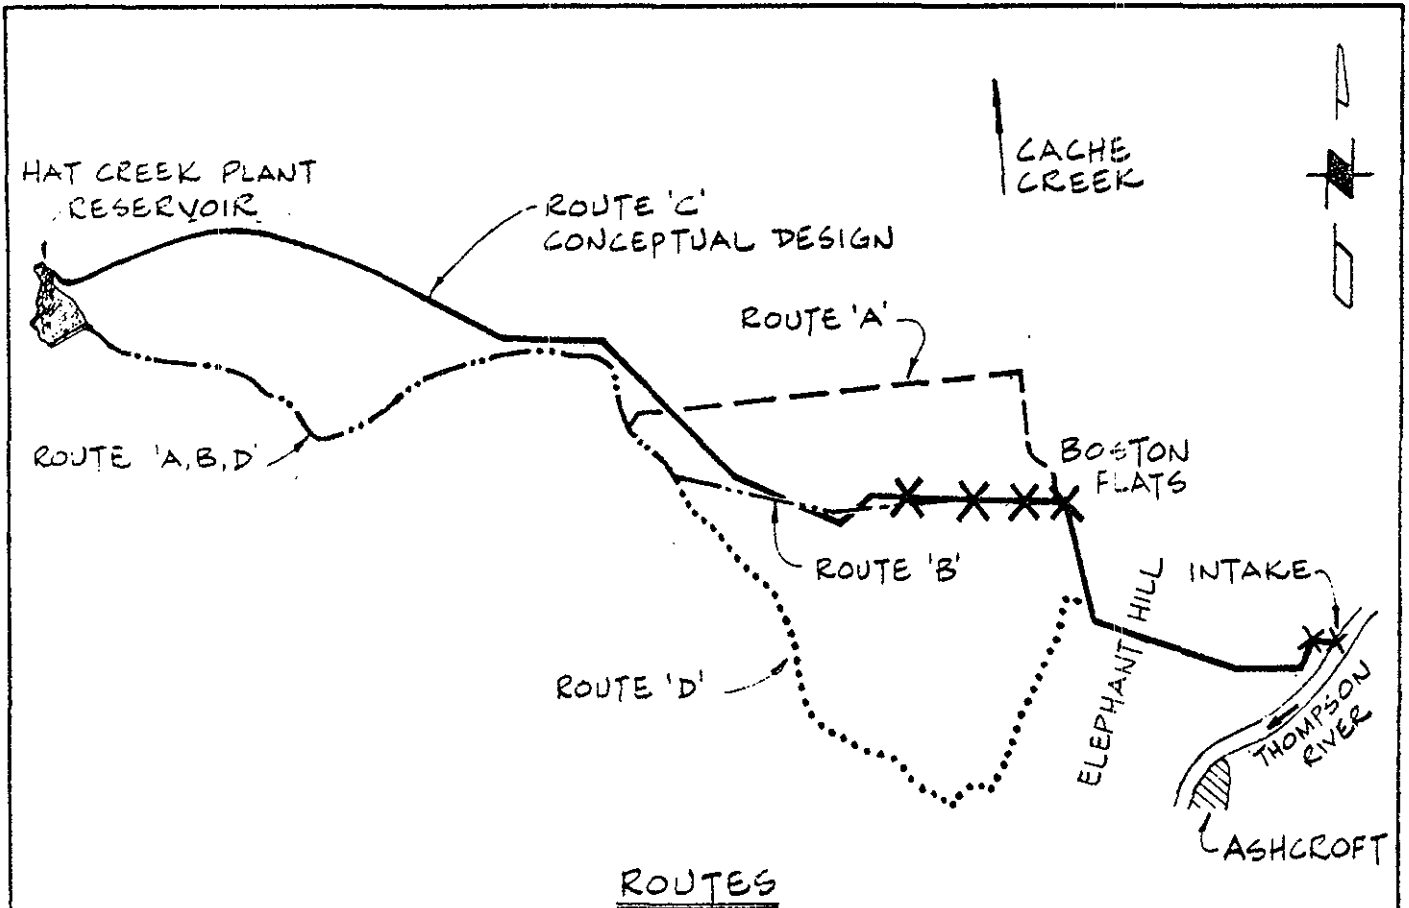 HAT CREEK PLANT
RESERVOIR
ROUTE 'C'
CONCEPTUAL DESIGN
CACHE
CREEK
N
ROUTE 'A'
ROUTE 'A,B,D'
BOSTON
FLATS
ROUTE 'B'
ELEPHANT HILL
INTAKE
ROUTE 'D'
THOMPSON
RIVER
ASHCROFT
ROUTES